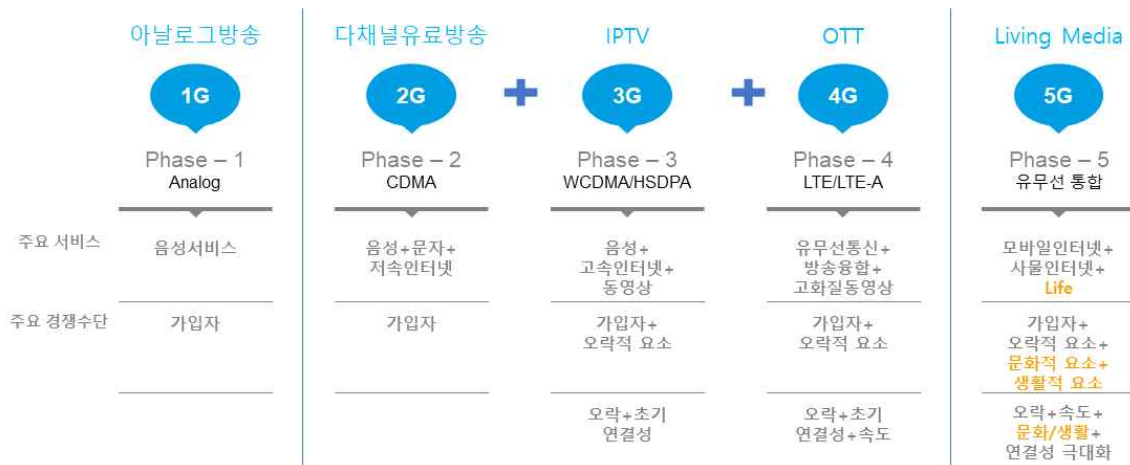 아날로그방송
다채널유료방송
IPTV
OTT
Living Media
1G
2G
3G
4G
5G
Phase – 1
Phase – 2
Phase – 3
Phase – 4
Phase – 5
Analog
CDMA
WCDMA/HSDPA
LTE/LTE-A
유무선 통합
주요 서비스
음성서비스
음성+문자+
저속인터넷
음성+
고속인터넷+
동영상
유무선통신+
방송융합+
고화질동영상
모바일인터넷+
사물인터넷+
Life
주요 경쟁수단
가입자
가입자
가입자+
오락적 요소
가입자+
오락적 요소
가입자+
오락적 요소+
문화적 요소+
생활적 요소
오락+초기
연결성
오락+초기
연결성+속도
오락+속도+
문화/생활+
연결성 극대화